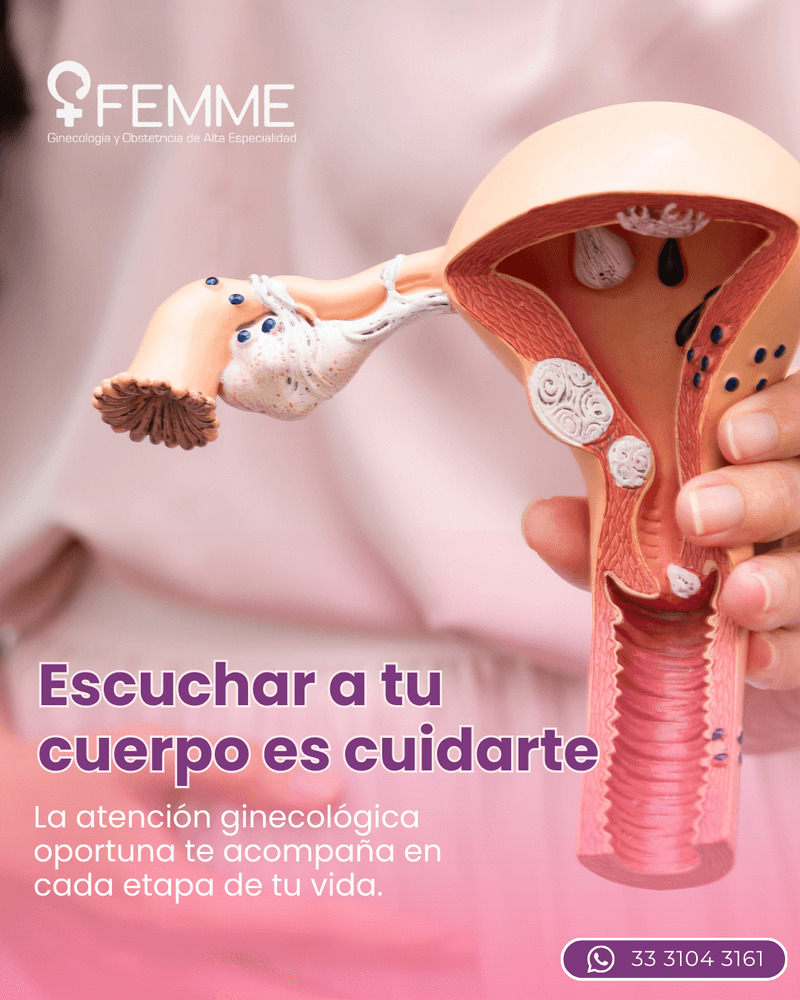 FEMME
Ginecología y Obstetricia de Alta Especialidad
Escuchar a tu
cuerpo es cuidarte
La atención ginecológica
oportuna te acompaña en
cada etapa de tu vida.
33 3104 3161